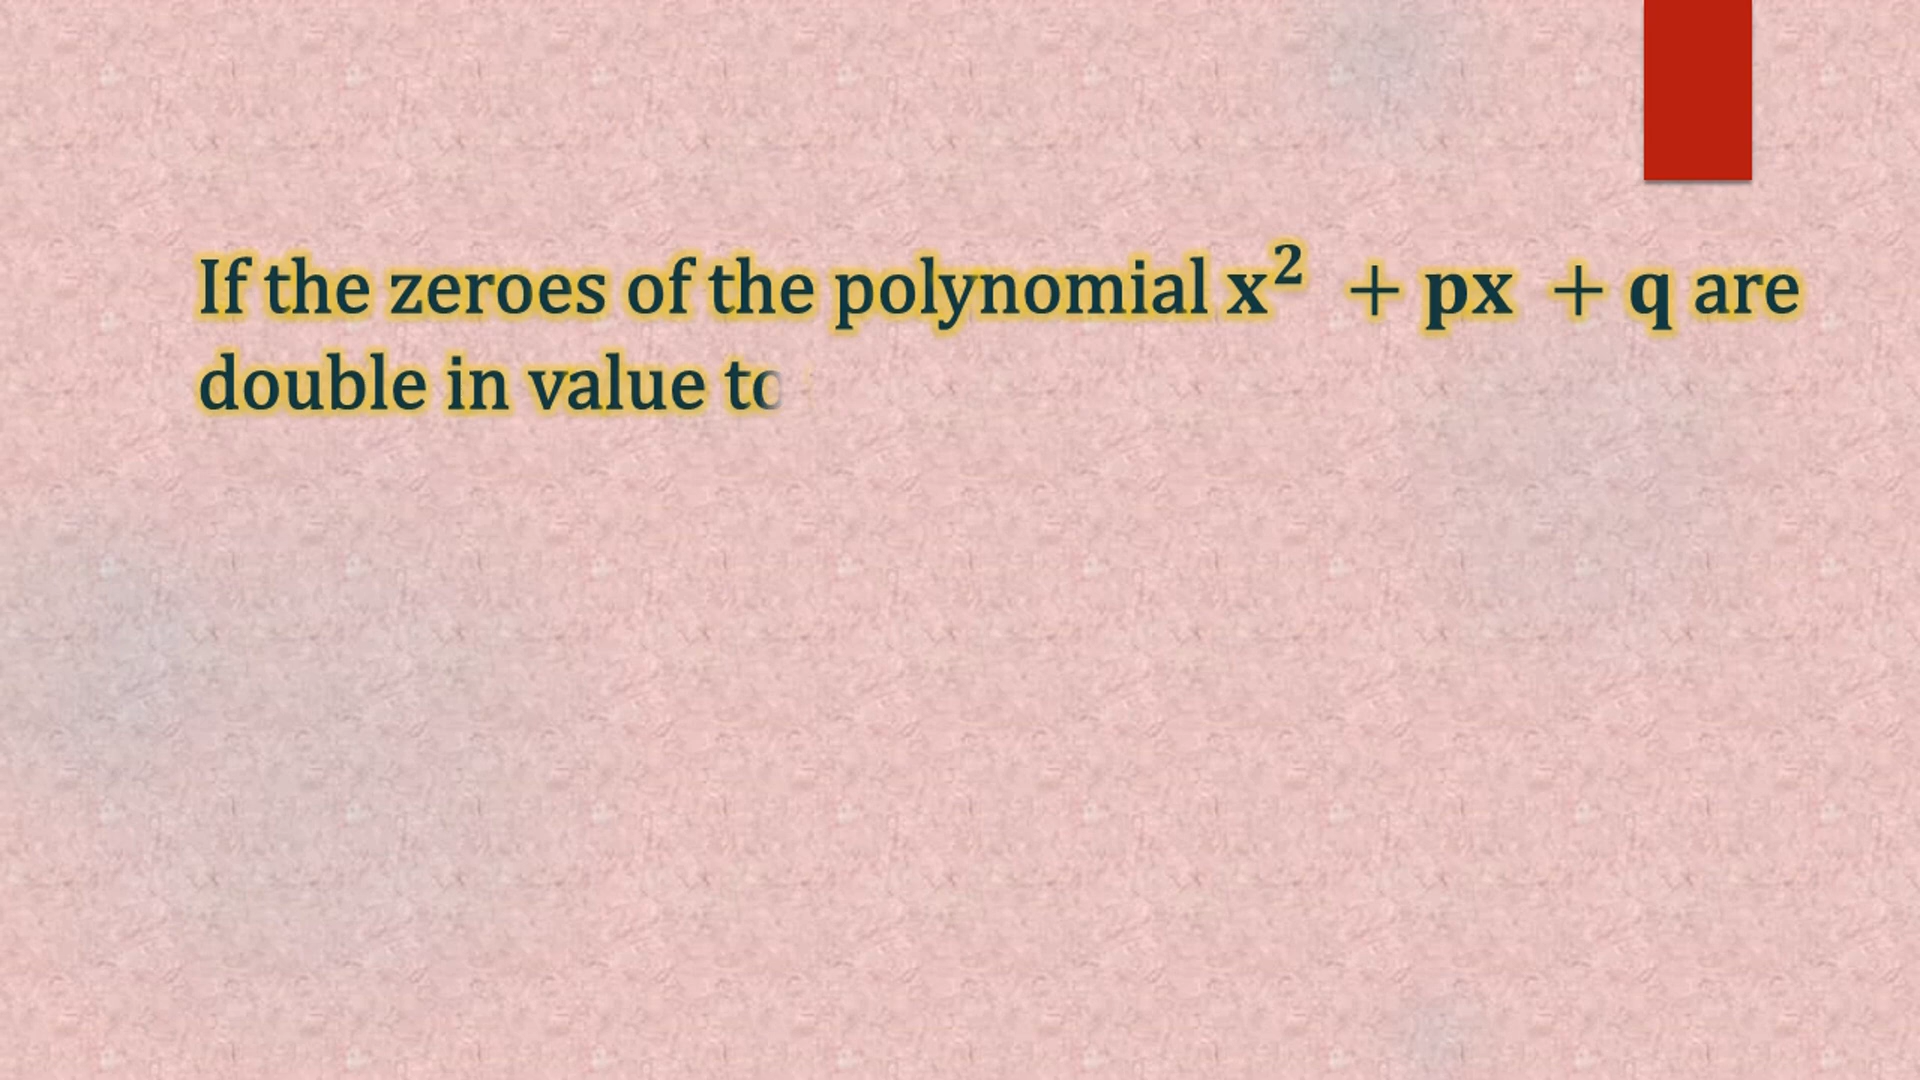 If the zeroes of the polynomial x² + px + q are
double in value to